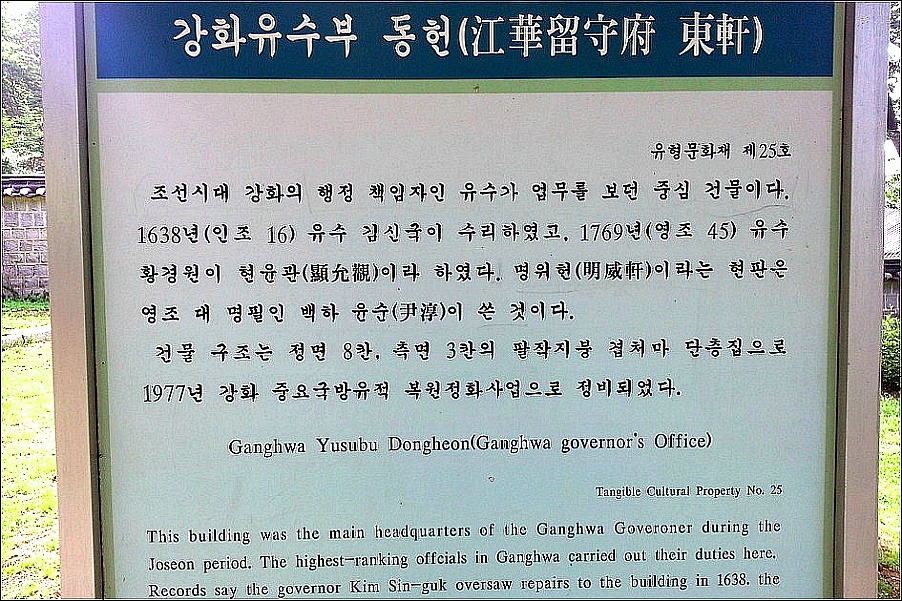 강화유수부 동헌(江華留守府 東軒)
유형문화재 제25호
조선시대 강화의 행정 책임자인 유수가 업무를 보던 중심 건물이다.
1638년(인조 16) 유수 김신국이 수리하였고, 1769년(영조 45) 유수
황경원이 현윤관(顯允觀)이라 하였다. 명위헌(明威軒)이라는 현판은
영조 대 명필인 백하 윤순(尹淳)이 쓴 것이다.
건물 구조는 정면 8칸, 측면 3칸의 팔작지붕 겹처마 단층집으로
1977년 강화 중요국방유적 복원정화사업으로 정비되었다.
Ganghwa Yusubu Dongheon(Ganghwa governor's Office)
Tangible Cultural Property No. 25
This building was the main headquarters of the Ganghwa Goveroner during the
Joseon period. The highest-ranking offcials in Ganghwa carried out their duties here.
Records say the governor Kim Sin-guk oversaw repairs to the building in 1638. the